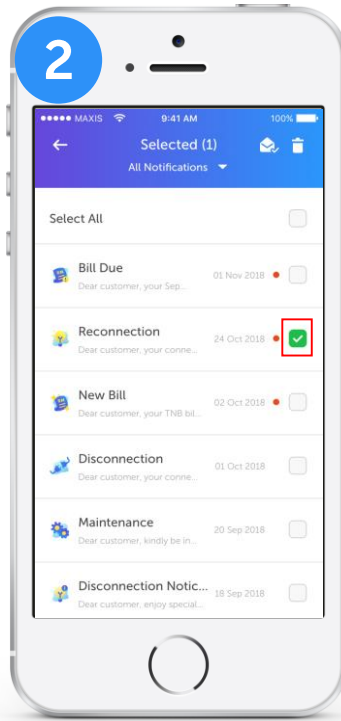 2
MAXIS 9:41 AM 100%
Selected (1)
All Notifications
Select All
Bill Due
Dear customer, your Sep...
01 Nov 2018
Reconnection
Dear customer, your conne...
24 Oct 2018
New Bill
Dear customer, your TNB bil...
02 Oct 2018
Disconnection
Dear customer, your conne...
01 Oct 2018
Maintenance
Dear customer, kindly be in...
20 Sep 2018
Disconnection Notic...
Dear customer, enjoy special...
18 Sep 2018